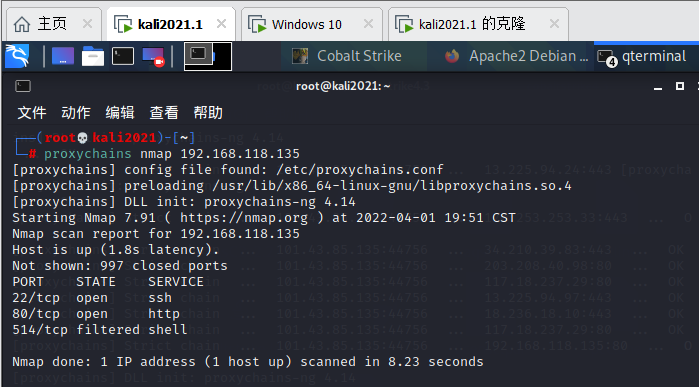 主页
kali2021.1
Windows 10
kali2021.1 的克隆
Cobalt Strike
Apache2 Debian ...
4
qterminal
root@kali2021: ~
文件 动作 编辑 查看 帮助
┌──(root💀kali2021)-[~]
└─# proxychains nmap 192.168.118.135
[proxychains] config file found: /etc/proxychains.conf
[proxychains] preloading /usr/lib/x86_64-linux-gnu/libproxychains.so.4
[proxychains] DLL init: proxychains-ng 4.14
Starting Nmap 7.91 ( https://nmap.org ) at 2022-04-01 19:51 CST
Nmap scan report for 192.168.118.135
Host is up (1.8s latency).
Not shown: 997 closed ports
PORT    STATE    SERVICE
22/tcp  open     ssh
80/tcp  open     http
514/tcp filtered shell
Nmap done: 1 IP address (1 host up) scanned in 8.23 seconds